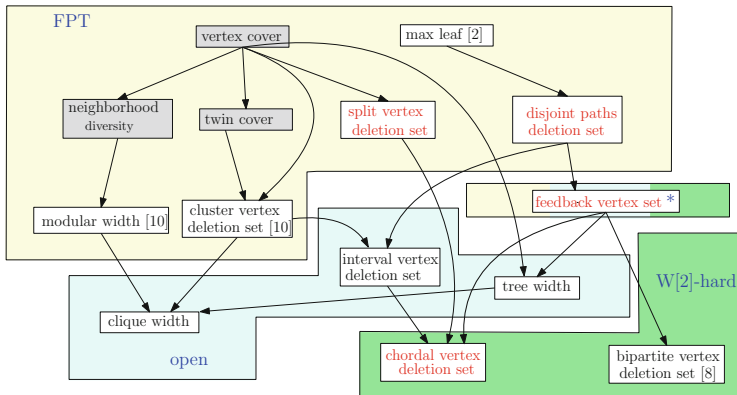 FPT
vertex cover
max leaf [2]
neighborhood
diversity
twin cover
split vertex
deletion set
disjoint paths
deletion set
modular width [10]
cluster vertex
deletion set [10]
feedback vertex set *
interval vertex
deletion set
tree width
W[2]-hard
clique width
open
chordal vertex
deletion set
bipartite vertex
deletion set [8]